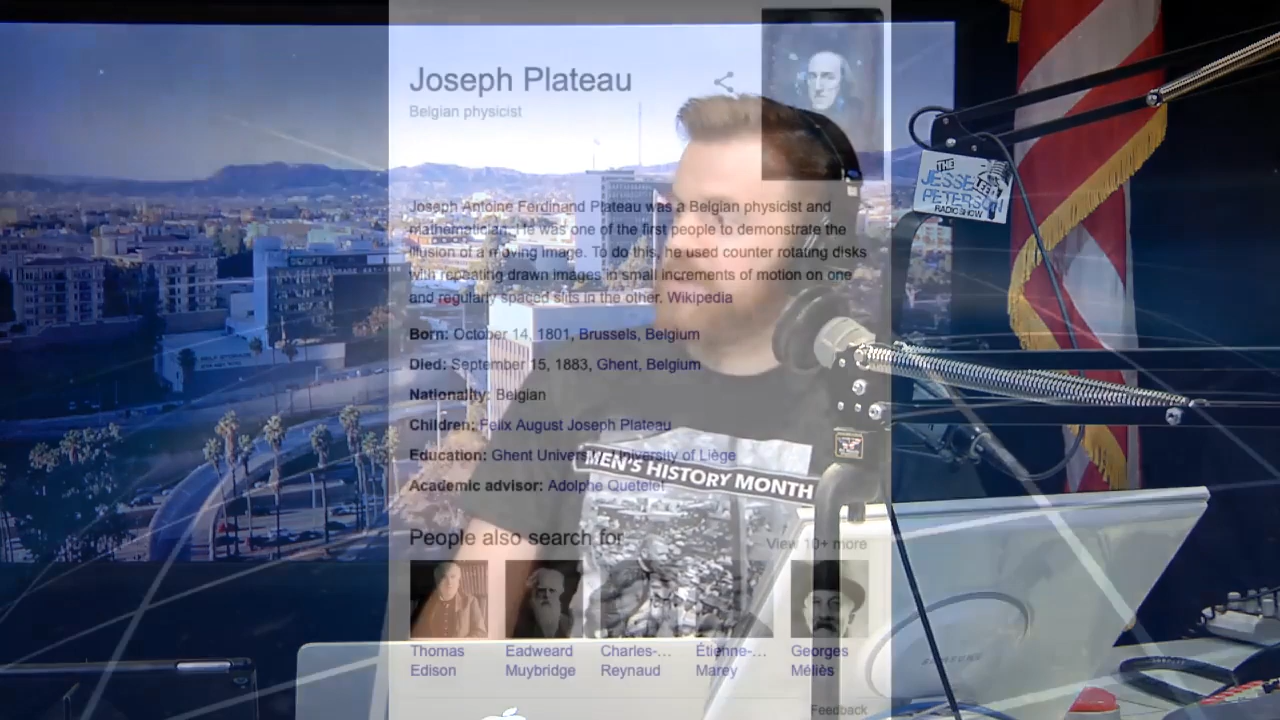 Joseph Plateau
Belgian physicist
Joseph Antoine Ferdinand Plateau was a Belgian physicist and
mathematician. He was one of the first people to demonstrate the
illusion of a moving image. To do this, he used counter rotating disks
with repeating drawn images in small increments of motion on one
and regularly spaced slits in the other. Wikipedia
Born: October 14, 1801, Brussels, Belgium
Died: September 15, 1883, Ghent, Belgium
Nationality: Belgian
Children: Felix August Joseph Plateau
Education: Ghent University, University of Liège
Academic advisor: Adolphe Quetelet
People also search for
View 10+ more
Thomas
Edison
Eadweard
Muybridge
Charles-...
Reynaud
Étienne-...
Marey
Georges
Méliès
Feedback
THE
JESSE LEE
PETERSON
RADIO SHOW
MEN'S HISTORY MONTH
SAMSUNG